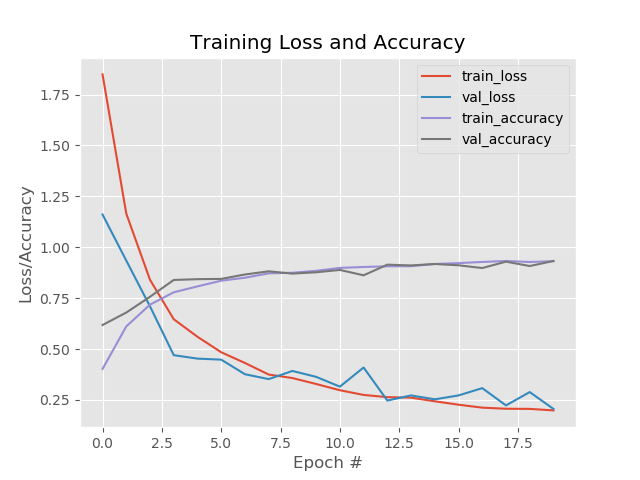 Training Loss and Accuracy
train_loss
val_loss
train_accuracy
val_accuracy
Loss/Accuracy
1.75
1.50
1.25
1.00
0.75
0.50
0.25
0.0 2.5 5.0 7.5 10.0 12.5 15.0 17.5
Epoch #